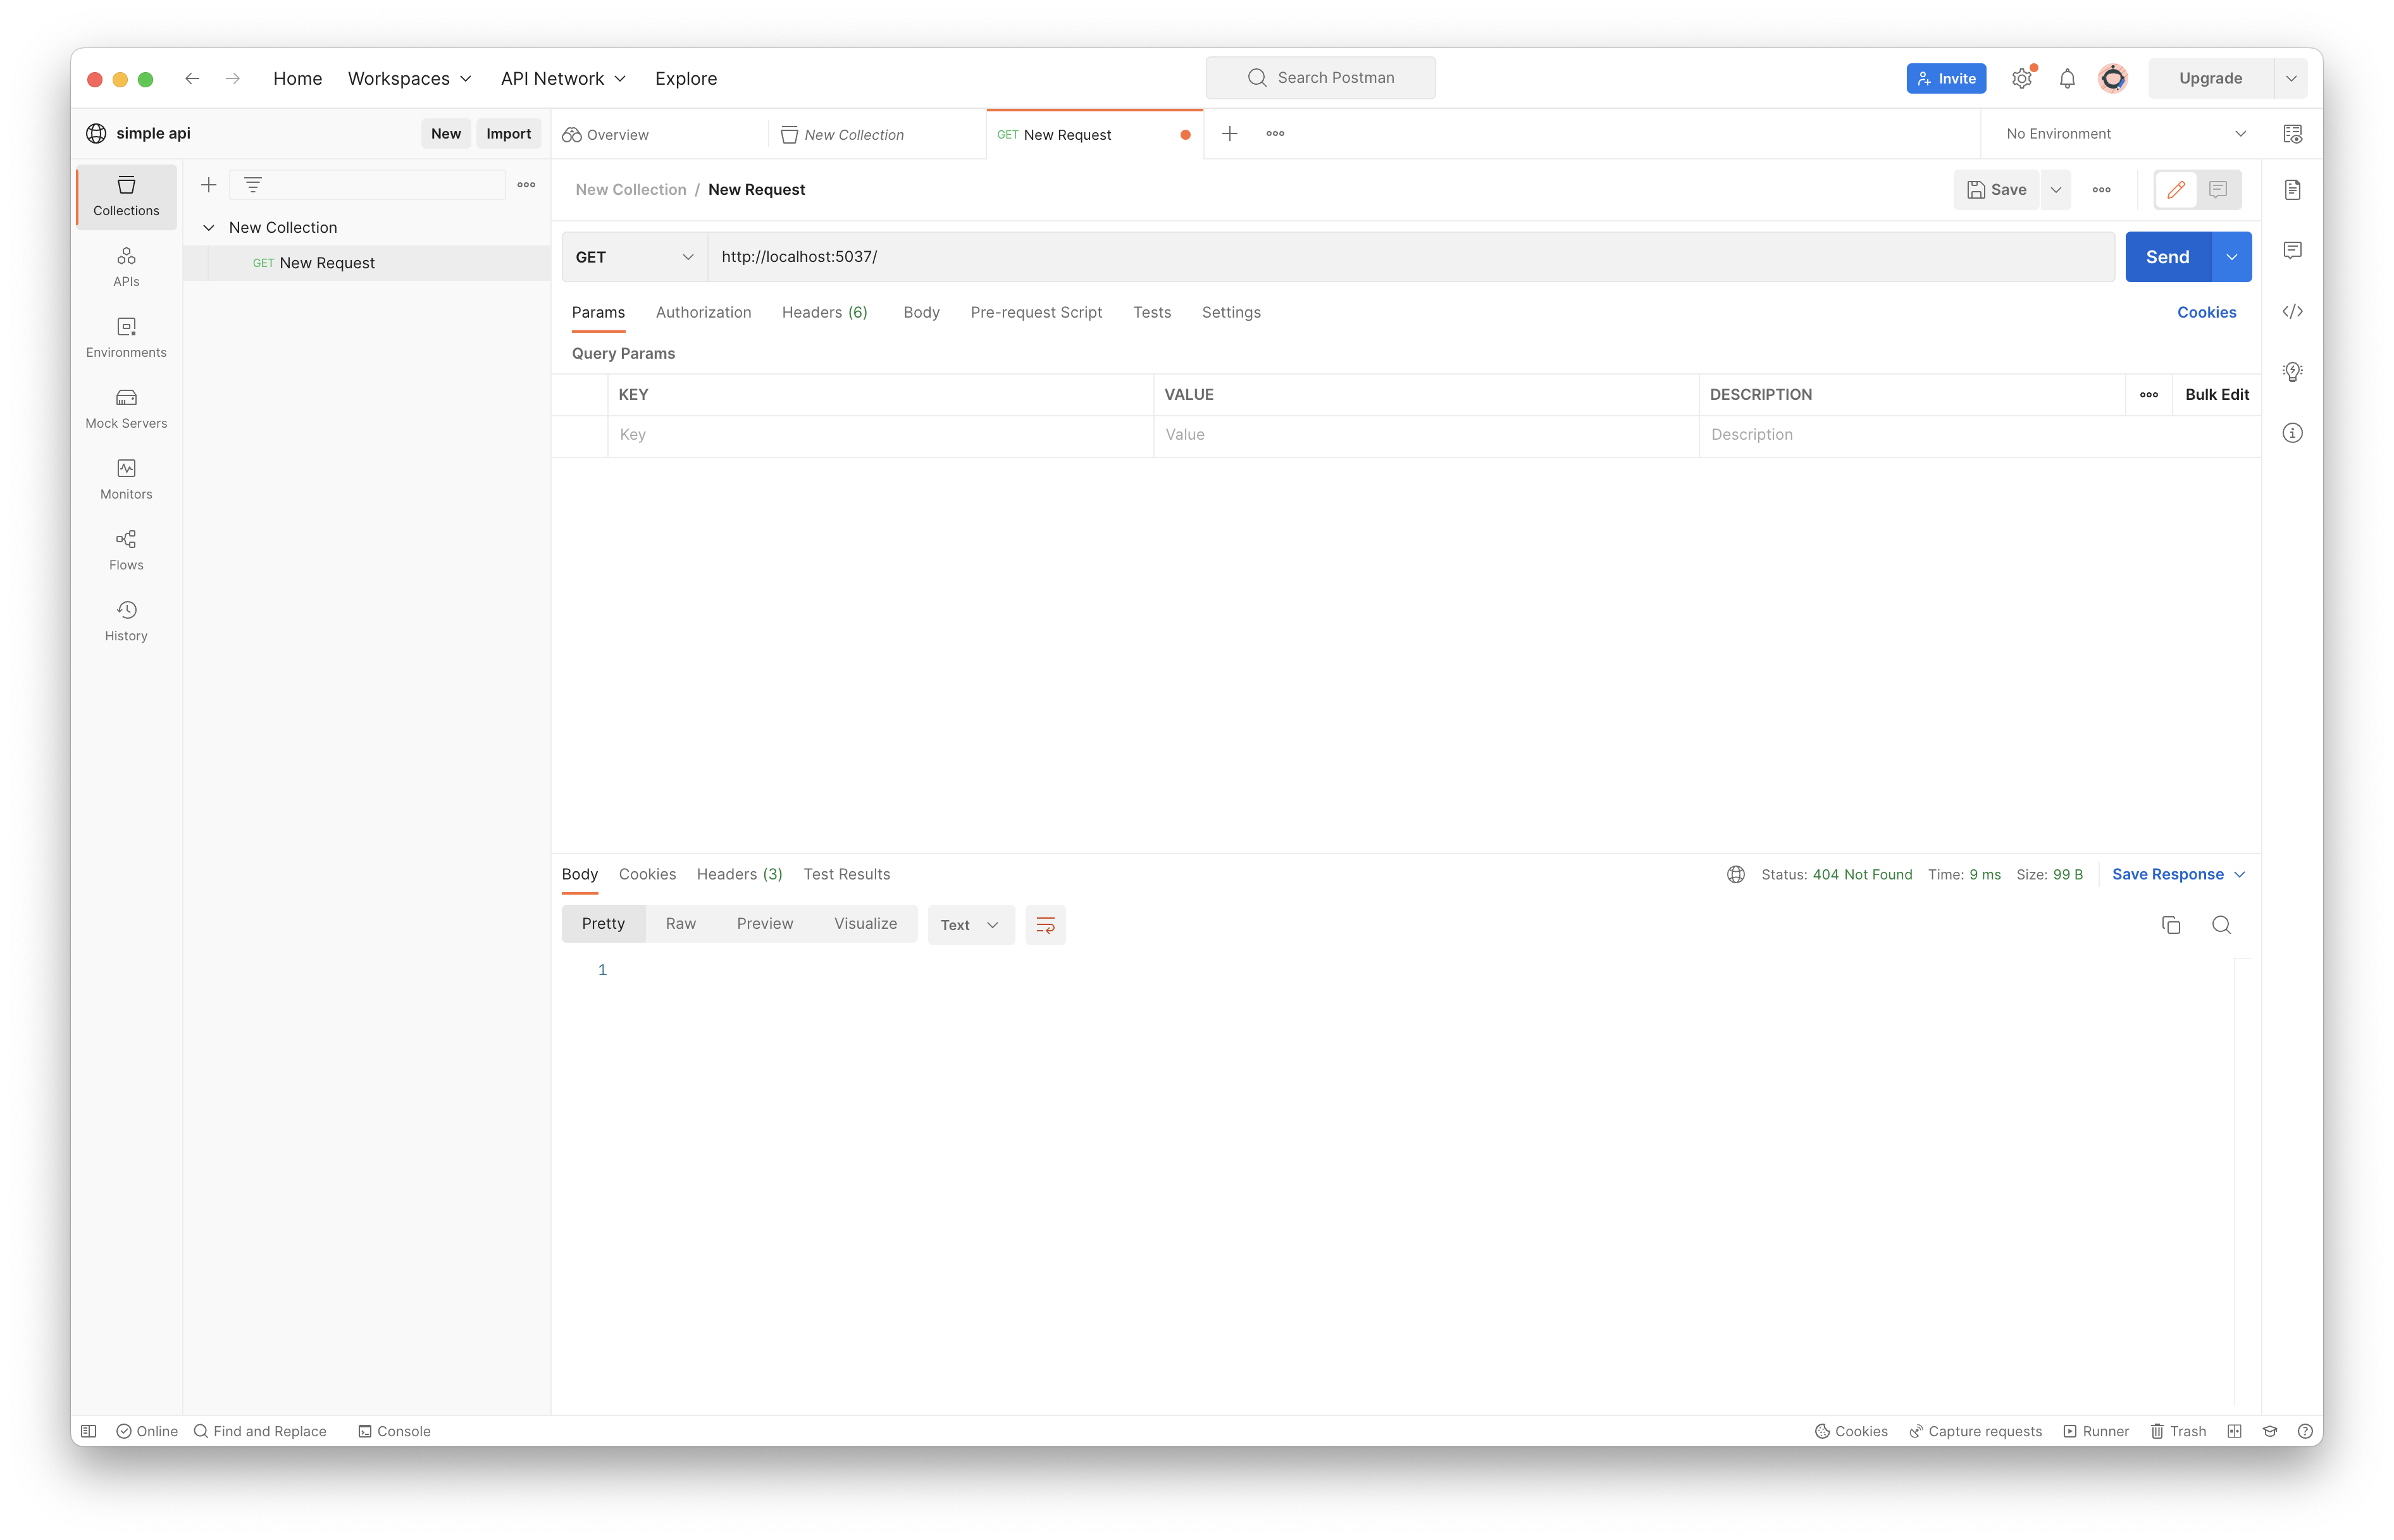 Home Workspaces API Network Explore Search Postman Invite Upgrade
simple api New Import Overview New Collection GET New Request No Environment
Collections
New Collection / New Request Save
New Collection
GET New Request
GET http://localhost:5037/ Send
APIs
Params Authorization Headers (6) Body Pre-request Script Tests Settings Cookies
Environments
Query Params
KEY VALUE DESCRIPTION Bulk Edit
Key Value Description
Mock Servers
Monitors
Flows
History
Body Cookies Headers (3) Test Results Status: 404 Not Found Time: 9 ms Size: 99 B Save Response
Pretty Raw Preview Visualize Text
1
Online Find and Replace Console Cookies Capture requests Runner Trash